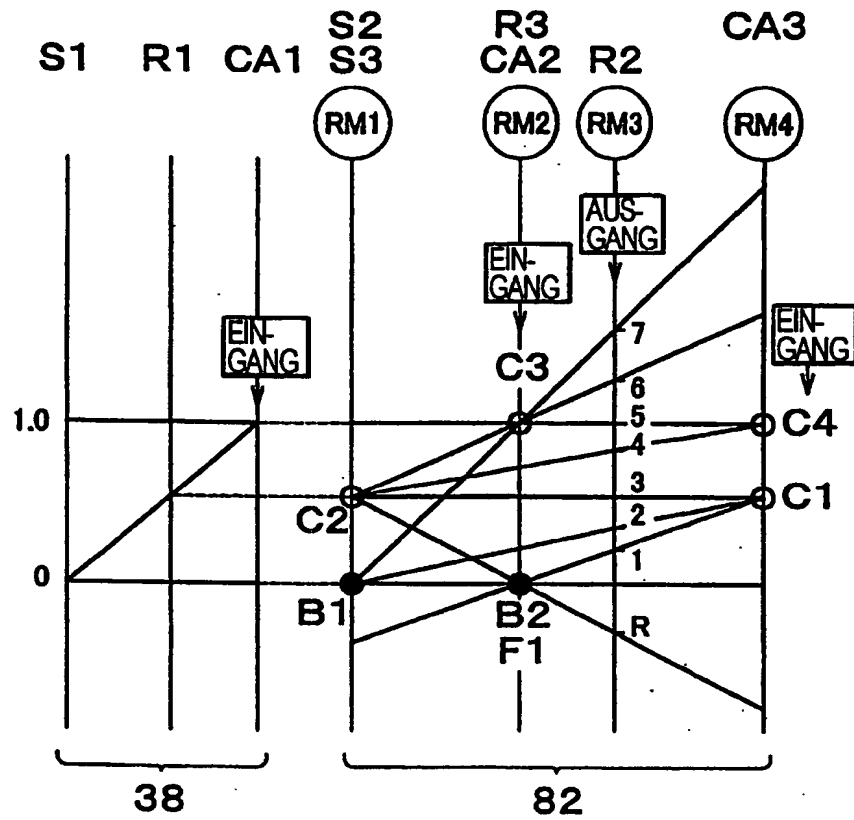 S2
R3
CA3
S1
R1
CA1
S3
CA2
R2
RM1
RM2
RM3
RM4
AUS-
GANG
EIN-
GANG
EIN-
GANG
EIN-
GANG
7
C3
6
1.0
5
C4
4
3
C2
C1
2
1
0
B1
B2
R
F1
38
82